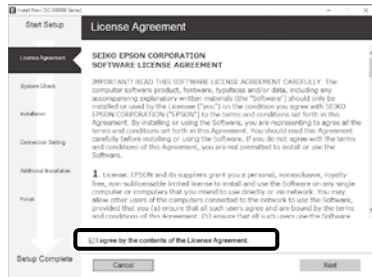 Install Navi (SC-S0000 Series)
Start Setup
License Agreement
License Agreement
System Check
Installation
Connection Setting
Additional Installation
Finish
Setup Complete
SEIKO EPSON CORPORATION
SOFTWARE LICENSE AGREEMENT
IMPORTANT! READ THIS SOFTWARE LICENSE AGREEMENT CAREFULLY. The
computer software product, fontware, typefaces and/or data, including any
accompanying explanatory written materials (the "Software") should only be
installed or used by the Licensee ("you") on the condition you agree with SEIKO
EPSON CORPORATION ("EPSON") to the terms and conditions set forth in this
Agreement. By installing or using the Software, you are representing to agree all the
terms and conditions set forth in this Agreement. You should read this Agreement
carefully before installing or using the Software. If you do not agree with the terms
and conditions of this Agreement, you are not permitted to install or use the
Software.
1. License. EPSON and its suppliers grant you a personal, nonexclusive, royalty-
free, non-sublicensable limited license to install and use the Software on any single
computer or computers that you intend to use directly or via network. You may
allow other users of the computers connected to the network to use the Software,
provided that you (a) ensure that all such users agree and are bound by the terms
and conditions of this Agreement, (b) ensure that all such users use the Software
I agree by the contents of the License Agreement.
Cancel
Next